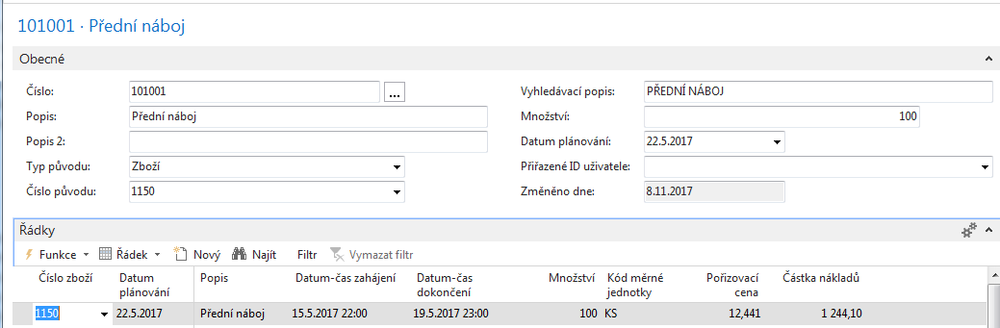 101001 · Přední náboj
Obecné
Číslo: 101001 ... Vyhledávací popis: PŘEDNÍ NÁBOJ
Popis: Přední náboj Množství: 100
Popis 2: Datum plánování: 22.5.2017
Typ původu: Zboží Přiřazené ID uživatele:
Číslo původu: 1150 Změněno dne: 8.11.2017
Řádky
Funkce Řádek Nový Najít Filtr Vymazat filtr
Číslo zboží Datum plánování Popis Datum-čas zahájení Datum-čas dokončení Množství Kód měrné jednotky Pořizovací cena Částka nákladů
1150 22.5.2017 Přední náboj 15.5.2017 22:00 19.5.2017 23:00 100 KS 12,441 1 244,10